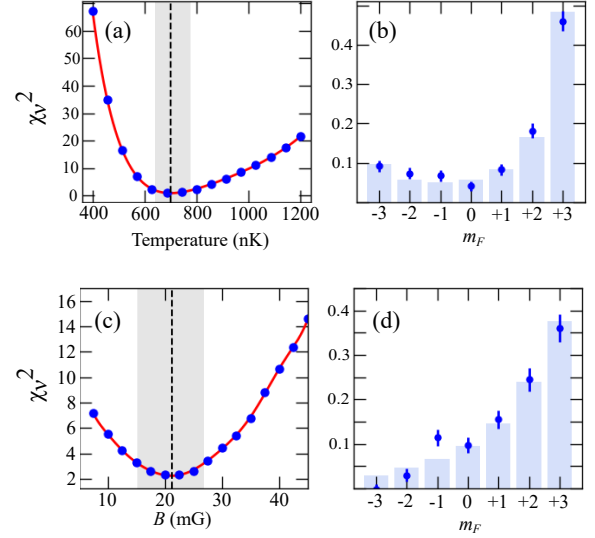 (a)
60
50
40
30
20
10
0
χν²
400 600 800 1000 1200
Temperature (nK)
(b)
0.4
0.3
0.2
0.1
-3 -2 -1 0 +1 +2 +3
mF
(c)
16
14
12
10
8
6
4
2
χν²
10 20 30 40
B (mG)
(d)
0.4
0.3
0.2
0.1
-3 -2 -1 0 +1 +2 +3
mF